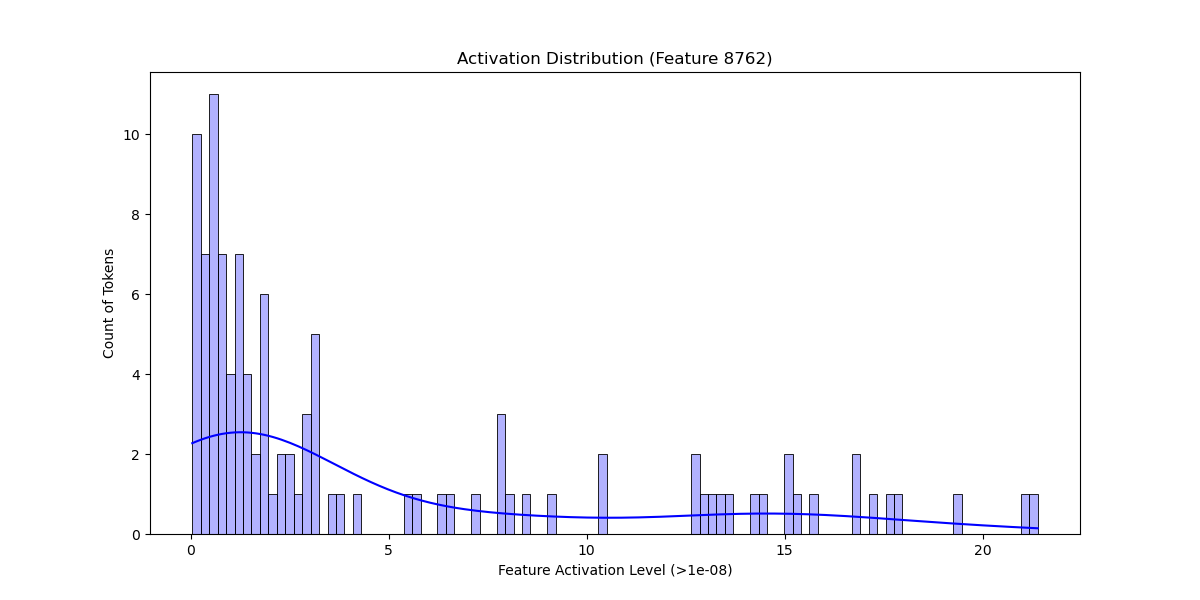 Activation Distribution (Feature 8762)
10
8
6
4
2
0
Count of Tokens
0 5 10 15 20
Feature Activation Level (>1e-08)